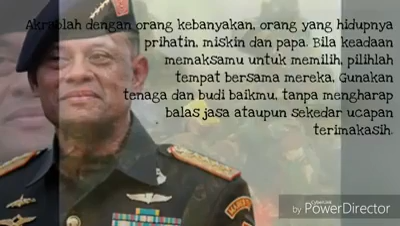 Akrablah dengan orang kebanyakan, orang yang hidupnya
prihatin, miskin dan papa. Bila keadaan
memaksamu untuk memilih, pilihlah
tempat bersama mereka, Gunakan
tenaga dan budi baikmu, tanpa mengharap
balas jasa ataupun sekedar ucapan
terimakasih.
CyberLink
by PowerDirector